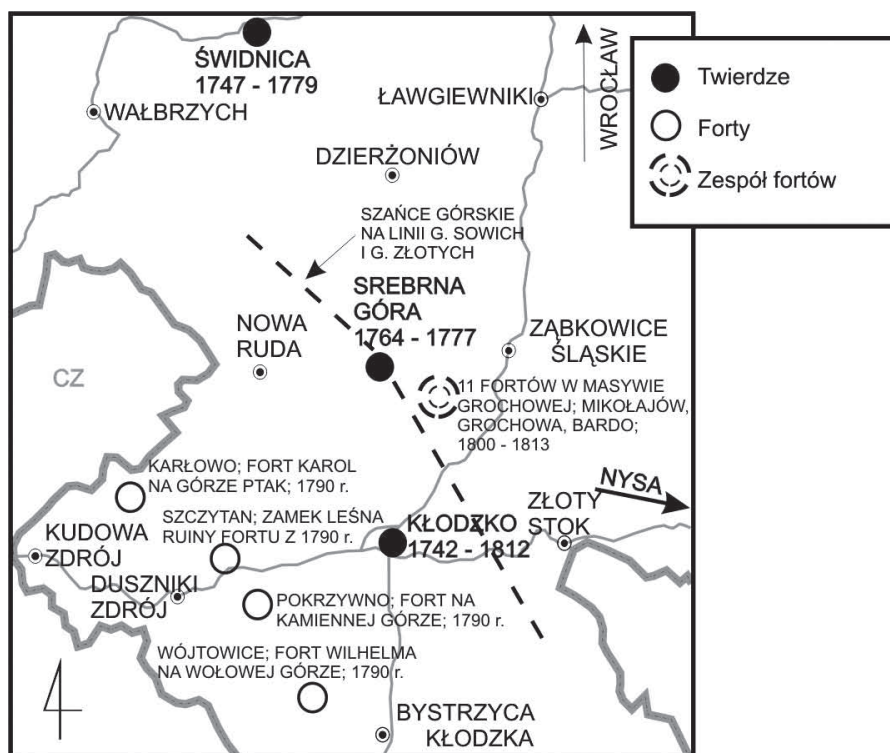 ŚWIDNICA
1747 - 1779
WAŁBRZYCH
ŁAWGIEWNIKI
WROCŁAW
DZIERŻONIÓW
SZAŃCE GÓRSKIE
NA LINII G. SOWICH
I G. ZŁOTYCH
SREBRNA
GÓRA
1764 - 1777
NOWA
RUDA
ZĄBKOWICE
ŚLĄSKIE
CZ
11 FORTÓW W MASYWIE
GROCHOWEJ; MIKOŁAJÓW,
GROCHOWA, BARDO;
1800 - 1813
KARŁOWO; FORT KAROL
NA GÓRZE PTAK; 1790 r.
NYSA
SZCZYTAN; ZAMEK LEŚNA
RUINY FORTU Z 1790 r.
KŁODZKO
1742 - 1812
ZŁOTY
STOK
KUDOWA
ZDRÓJ
DUSZNIKI
ZDRÓJ
POKRZYWNO; FORT NA
KAMIENNEJ GÓRZE; 1790 r.
WÓJTOWICE; FORT WILHELMA
NA WOŁOWEJ GÓRZE; 1790 r.
BYSTRZYCA
KŁODZKA
Twierdze
Forty
Zespół fortów